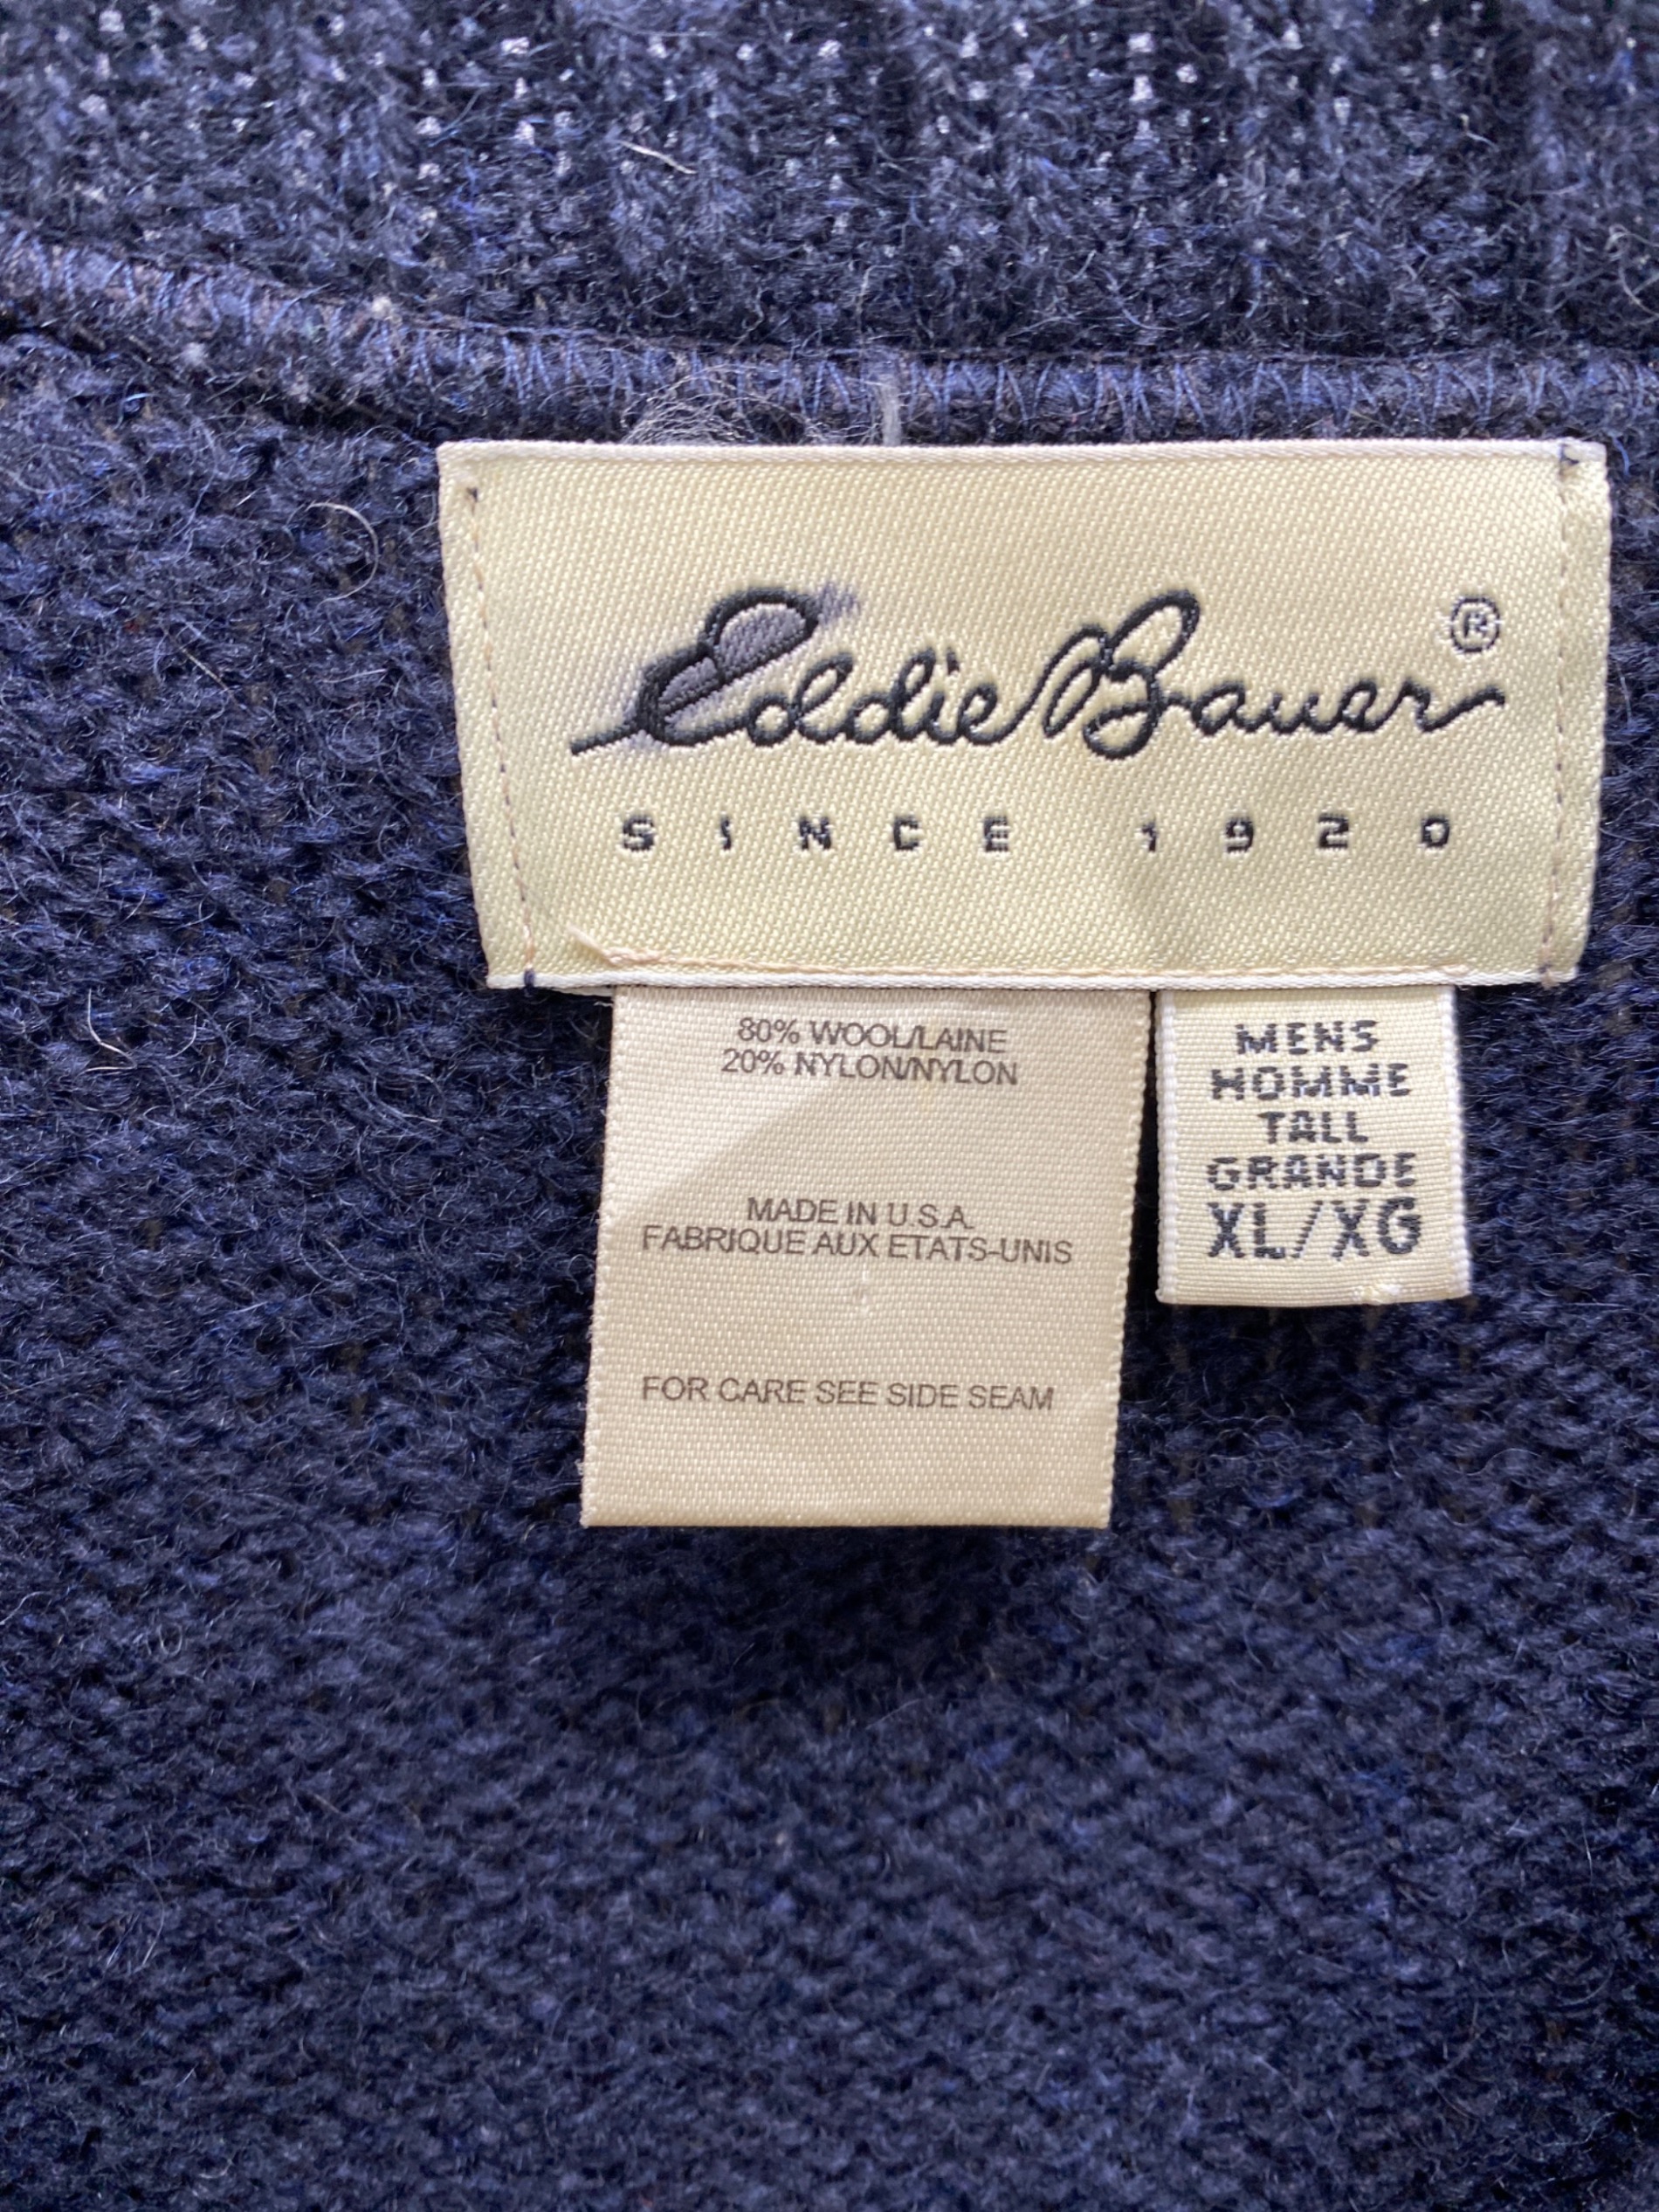 Eddie Bauer ®
SINCE 1920
80% WOOL/LAINE
20% NYLON/NYLON
MADE IN U.S.A.
FABRIQUE AUX ETATS-UNIS
FOR CARE SEE SIDE SEAM
MENS
HOMME
TALL
GRANDE
XL/XG